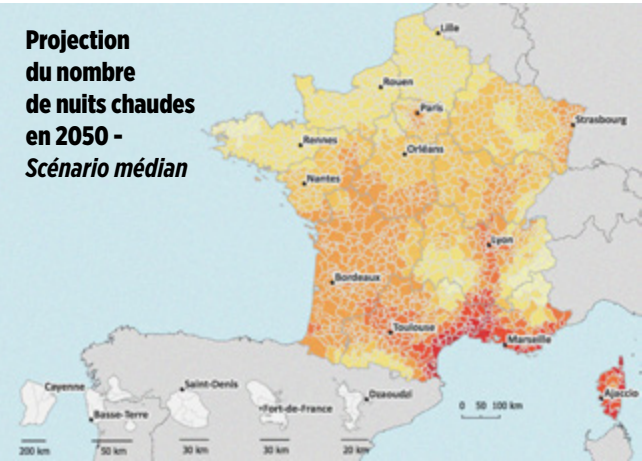 Projection
du nombre
de nuits chaudes
en 2050 -
Scénario médian
Lille
Rouen
Paris
Strasbourg
Rennes
Orléans
Nantes
Lyon
Bordeaux
Toulouse
Marseille
Ajaccio
Cayenne
Saint-Denis
Dzaoudzi
Basse-Terre
Fort-de-France
0 50 100 km
200 km
50 km
30 km
30 km
20 km